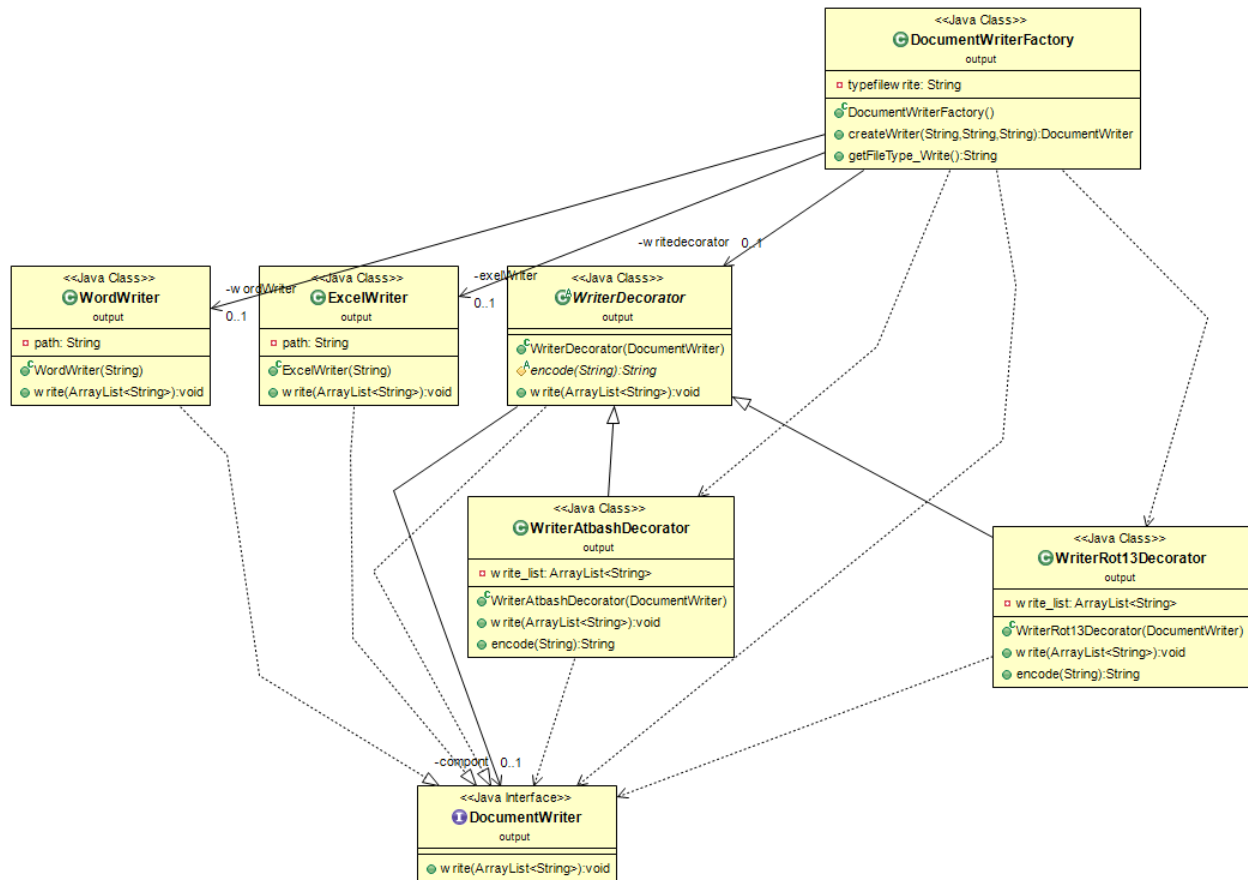 <<Java Class>>
DocumentWriterFactory
output
typefilewrite: String
DocumentWriterFactory()
createWriter(String,String,String):DocumentWriter
getFileType_Write():String
-writedecorator 0..1
-wordWriter
0..1
-exelWriter
0..1
<<Java Class>>
WordWriter
output
path: String
WordWriter(String)
write(ArrayList<String>):void
<<Java Class>>
ExcelWriter
output
path: String
ExcelWriter(String)
write(ArrayList<String>):void
<<Java Class>>
WriterDecorator
output
WriterDecorator(DocumentWriter)
encode(String):String
write(ArrayList<String>):void
<<Java Class>>
WriterAtbashDecorator
output
write_list: ArrayList<String>
WriterAtbashDecorator(DocumentWriter)
write(ArrayList<String>):void
encode(String):String
<<Java Class>>
WriterRot13Decorator
output
write_list: ArrayList<String>
WriterRot13Decorator(DocumentWriter)
write(ArrayList<String>):void
encode(String):String
-compont 0..1
<<Java Interface>>
DocumentWriter
output
write(ArrayList<String>):void